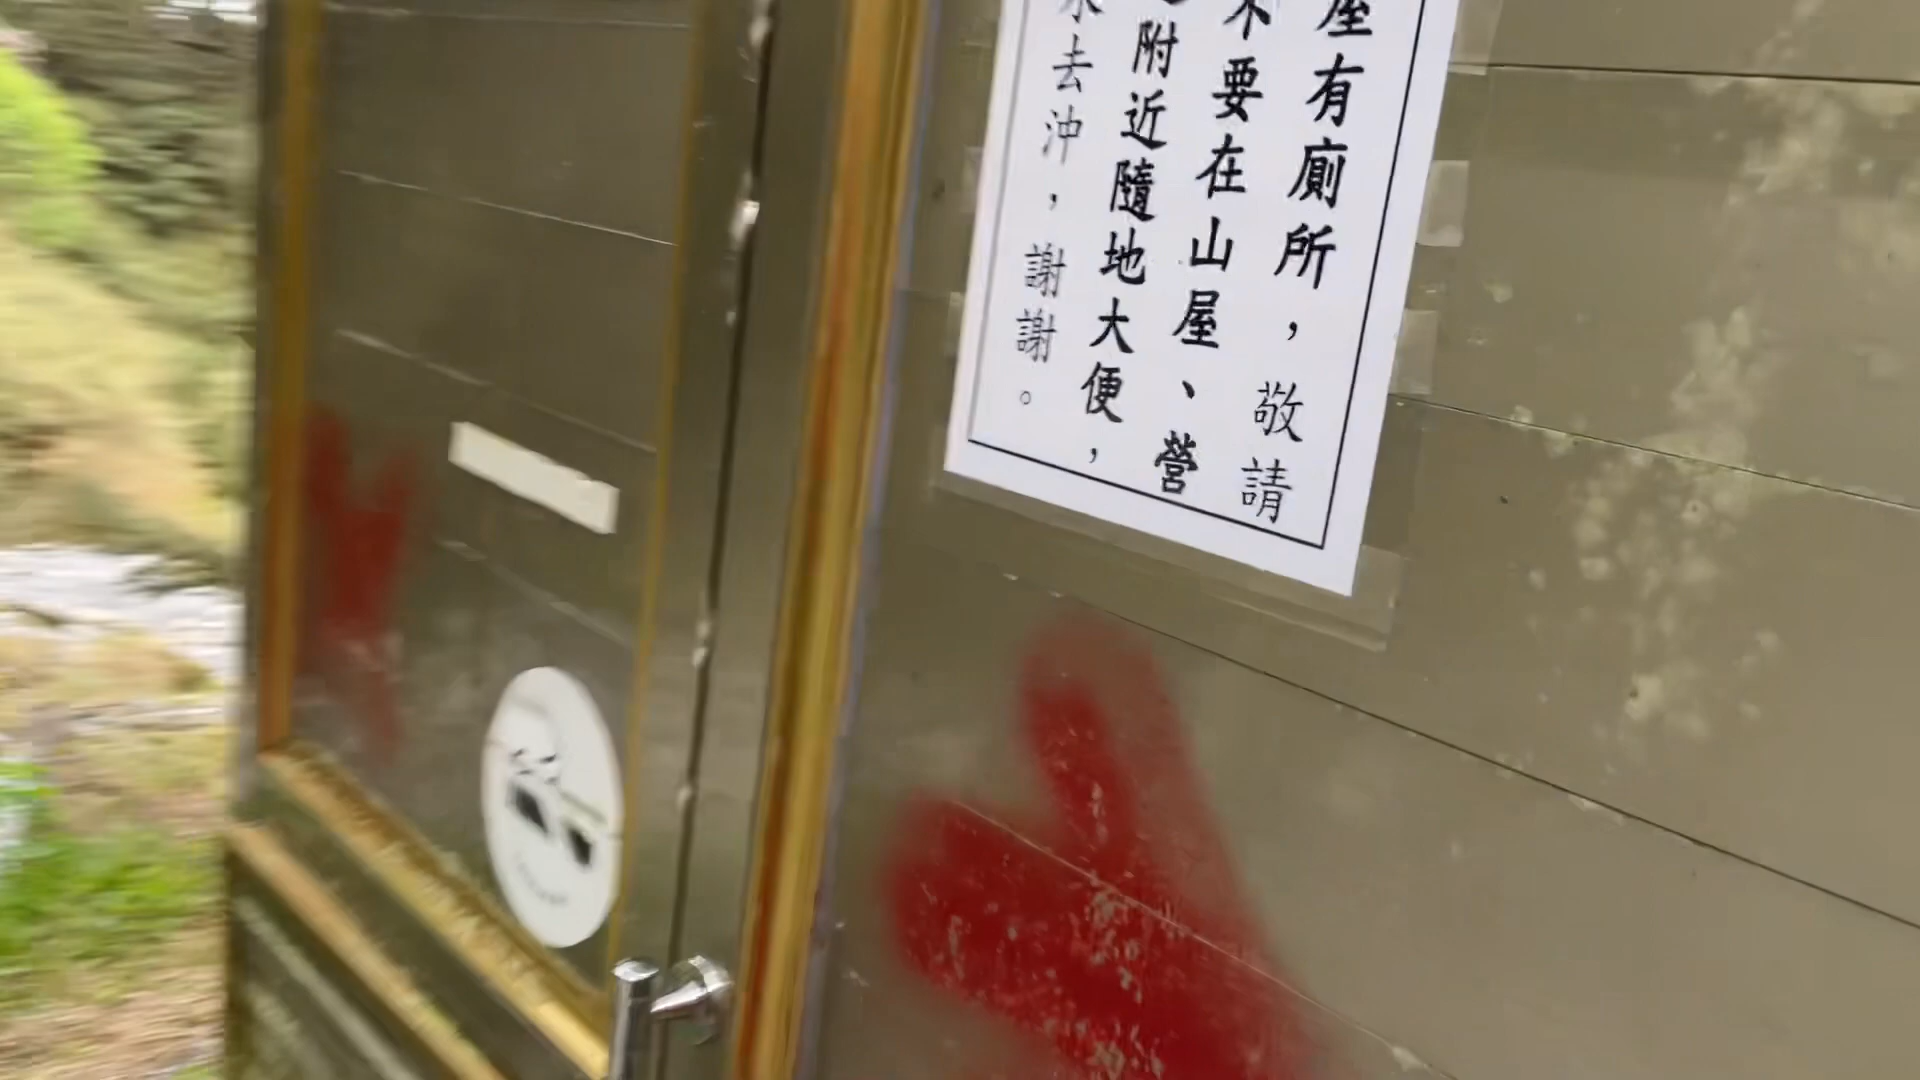 屋有廁所，敬請
不要在山屋、營
附近隨地大便，
水去沖，謝謝。